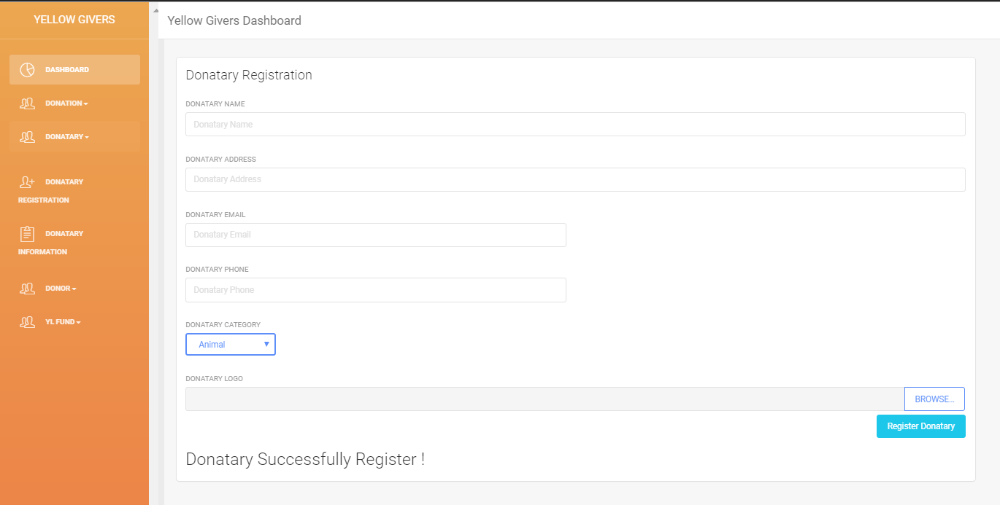 YELLOW GIVERS
DASHBOARD
DONATION
DONATARY
DONATARY
REGISTRATION
DONATARY
INFORMATION
DONOR
YL FUND
Yellow Givers Dashboard
Donatary Registration
DONATARY NAME
Donatary Name
DONATARY ADDRESS
Donatary Address
DONATARY EMAIL
Donatary Email
DONATARY PHONE
Donatary Phone
DONATARY CATEGORY
Animal
DONATARY LOGO
BROWSE...
Register Donatary
Donatary Successfully Register !